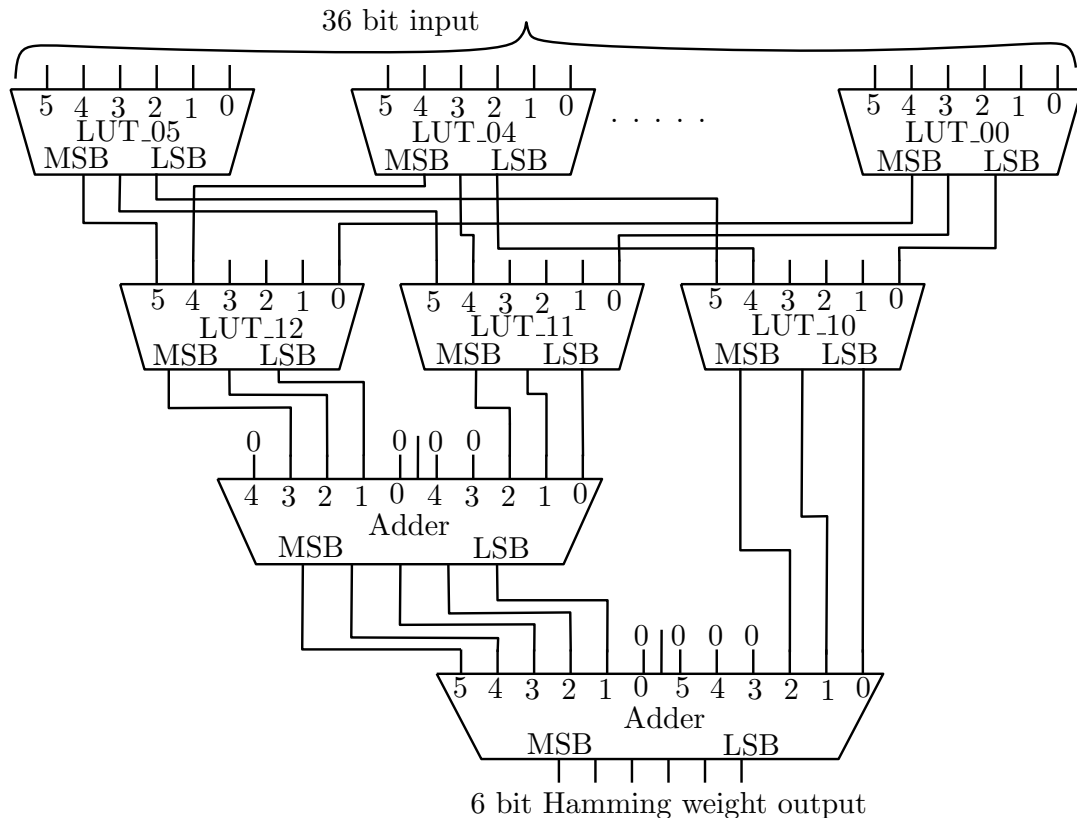 36 bit input
5 4 3 2 1 0 5 4 3 2 1 0 5 4 3 2 1 0
LUT_05 LUT_04 . . . . . LUT_00
MSB LSB MSB LSB MSB LSB
5 4 3 2 1 0 5 4 3 2 1 0 5 4 3 2 1 0
LUT_12 LUT_11 LUT_10
MSB LSB MSB LSB MSB LSB
0 0 0 0
4 3 2 1 0 4 3 2 1 0
Adder
MSB LSB
0 0 0 0
5 4 3 2 1 0 5 4 3 2 1 0
Adder
MSB LSB
6 bit Hamming weight output